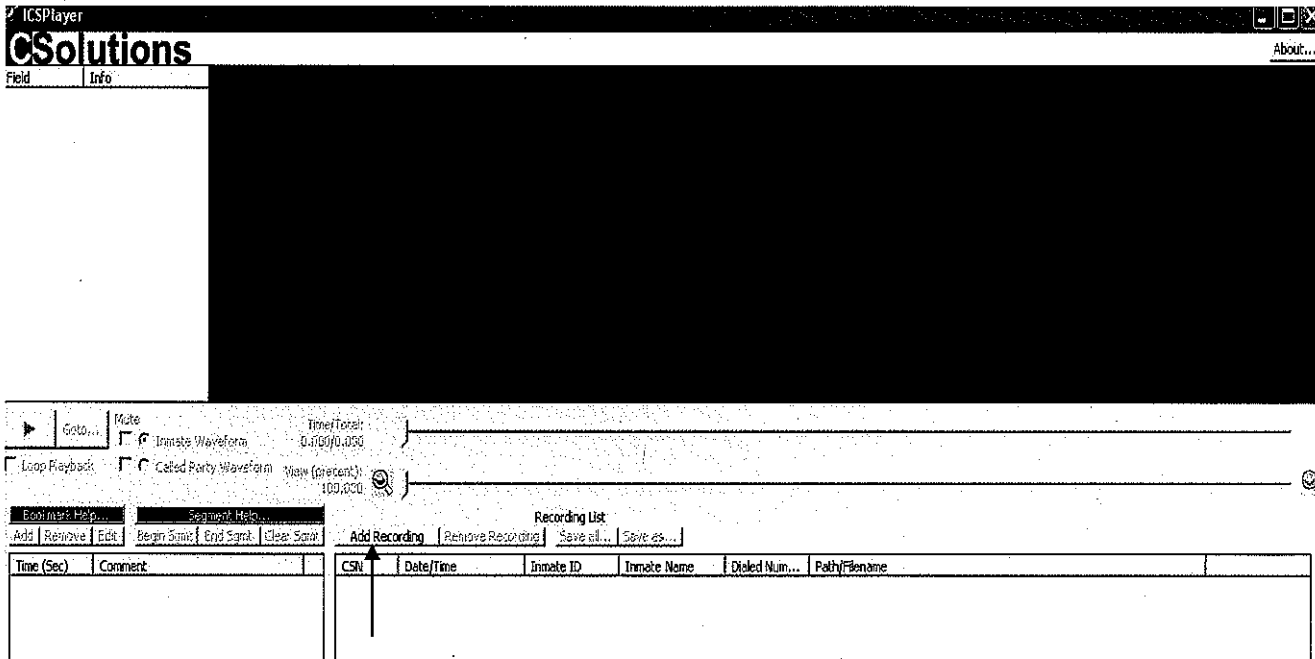 ICSPlayer
CSolutions
About...
Field Info
Goto...
Mute
Inmate Waveform
Loop Playback
Called Party Waveform
Time/Total:
0.000/0.000
View (precent):
100.000
Bookmark Help...
Segment Help...
Recording List
Add Remove Edit Begin Sgmt End Sgmt Clear Sgmt Add Recording Remove Recording Save all... Save as...
Time (Sec) Comment CSN Date/Time Inmate ID Inmate Name Dialed Num... Path/Filename